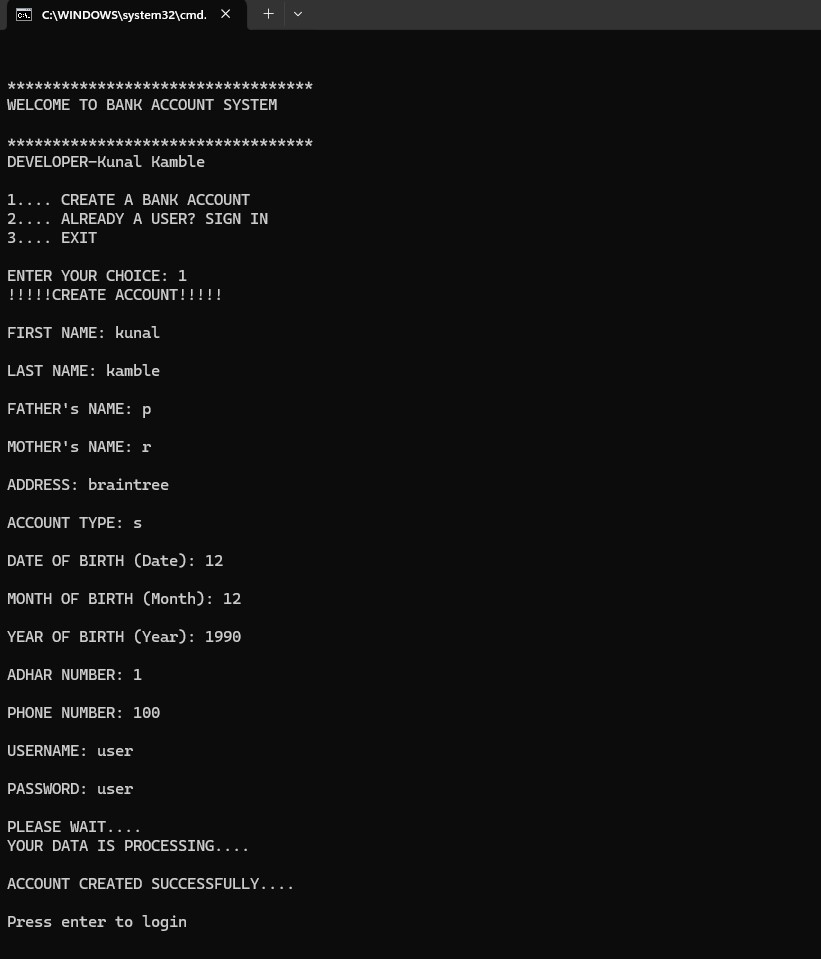 C:\WINDOWS\system32\cmd.
**********************************
WELCOME TO BANK ACCOUNT SYSTEM
**********************************
DEVELOPER-Kunal Kamble
1.... CREATE A BANK ACCOUNT
2.... ALREADY A USER? SIGN IN
3.... EXIT
ENTER YOUR CHOICE: 1
!!!!!CREATE ACCOUNT!!!!!
FIRST NAME: kunal
LAST NAME: kamble
FATHER's NAME: p
MOTHER's NAME: r
ADDRESS: braintree
ACCOUNT TYPE: s
DATE OF BIRTH (Date): 12
MONTH OF BIRTH (Month): 12
YEAR OF BIRTH (Year): 1990
ADHAR NUMBER: 1
PHONE NUMBER: 100
USERNAME: user
PASSWORD: user
PLEASE WAIT....
YOUR DATA IS PROCESSING....
ACCOUNT CREATED SUCCESSFULLY....
Press enter to login